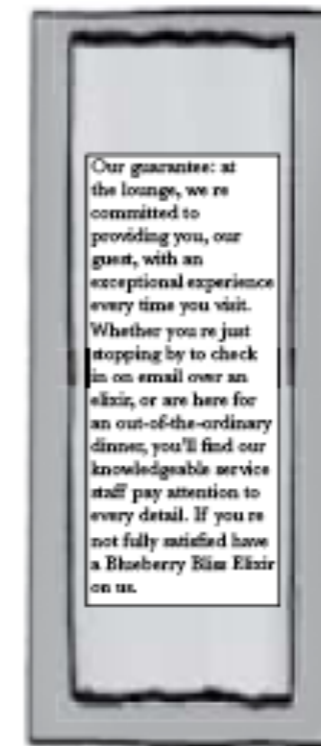 Our guarantee: at
the lounge, we re
committed to
providing you, our
guest, with an
exceptional experience
every time you visit.
Whether you re just
stopping by to check
in on email over an
elixir, or are here for
an out-of-the-ordinary
dinner, you'll find our
knowledgeable service
staff pay attention to
every detail. If you re
not fully satisfied have
a Blueberry Bliss Elixir
on us.